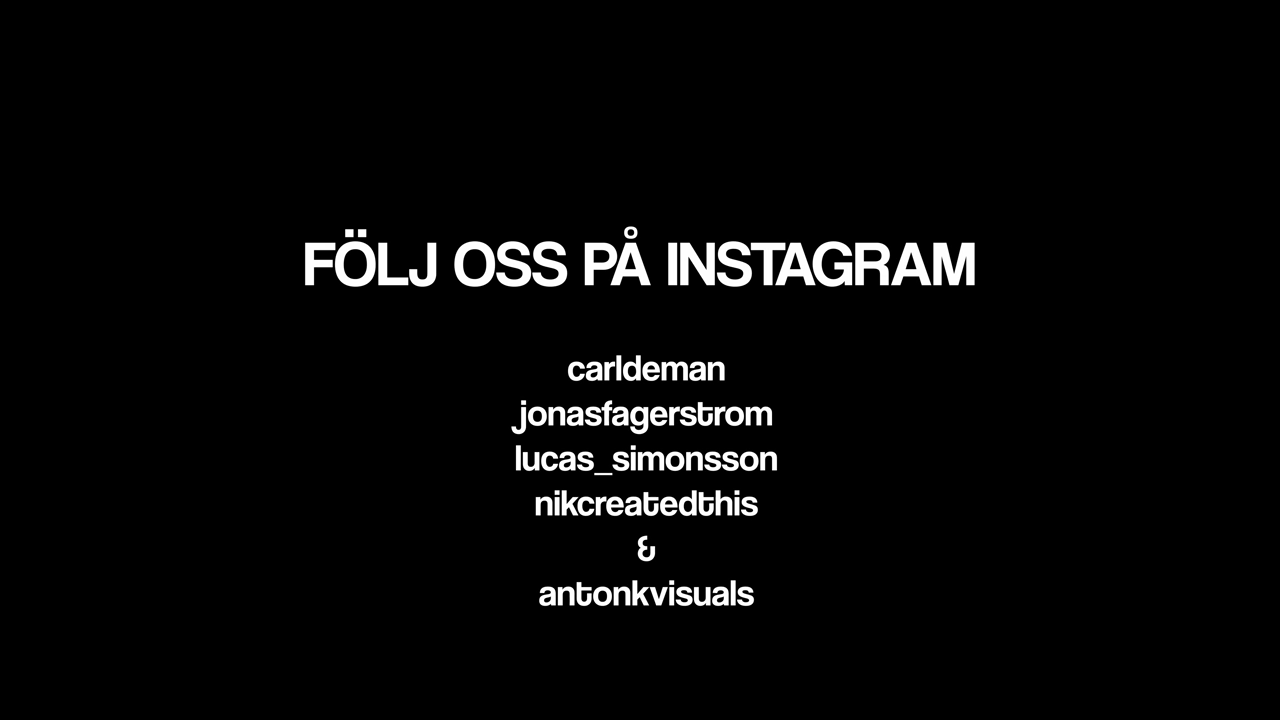 FÖLJ OSS PÅ INSTAGRAM
carldeman
jonasfagerstrom
lucas_simonsson
nikcreatedthis
&
antonkvisuals